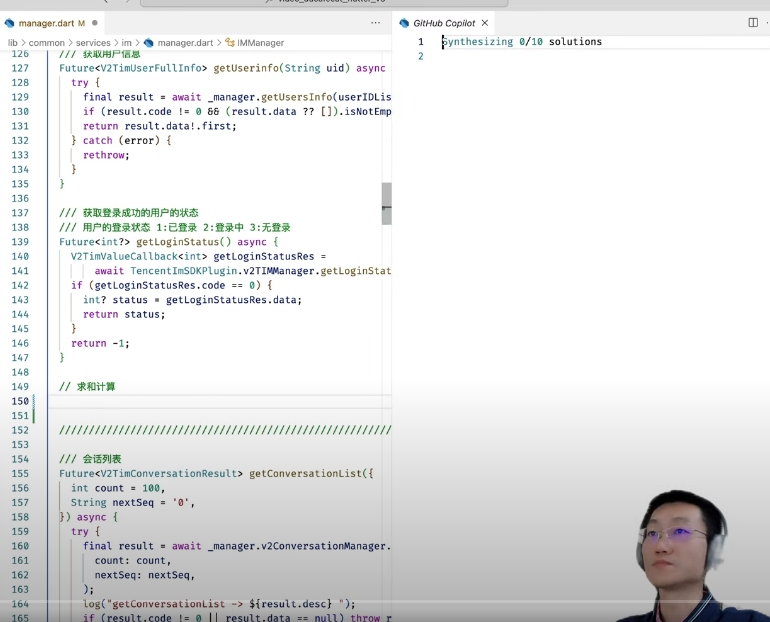 manager.dart M
GitHub Copilot
lib > common > services > im > manager.dart > IMManager
126 /// 获取用户信息
127 Future<V2TimUserFullInfo> getUserinfo(String uid) async
128 try {
129 final result = await _manager.getUsersInfo(userIDLis
130 if (result.code != 0 && (result.data ?? []).isNotEmp
131 return result.data!.first;
132 } catch (error) {
133 rethrow;
134 }
135 }
136
137 /// 获取登录成功的用户的状态
138 /// 用户的登录状态 1:已登录 2:登录中 3:无登录
139 Future<int?> getLoginStatus() async {
140 V2TimValueCallback<int> getLoginStatusRes =
141 await TencentImSDKPlugin.v2TIMManager.getLoginStat
142 if (getLoginStatusRes.code == 0) {
143 int? status = getLoginStatusRes.data;
144 return status;
145 }
146 return -1;
147 }
148
149 // 求和计算
150
151
152 ////////////////////////////////////////////////////////
153
154 /// 会话列表
155 Future<V2TimConversationResult> getConversationList({
156 int count = 100,
157 String nextSeq = '0',
158 }) async {
159 try {
160 final result = await _manager.v2ConversationManager.
161 count: count,
162 nextSeq: nextSeq,
163 );
164 log("getConversationList -> ${result.desc} ");
165 if (result.code != 0 || result.data == null) throw r
1 Synthesizing 0/10 solutions
2